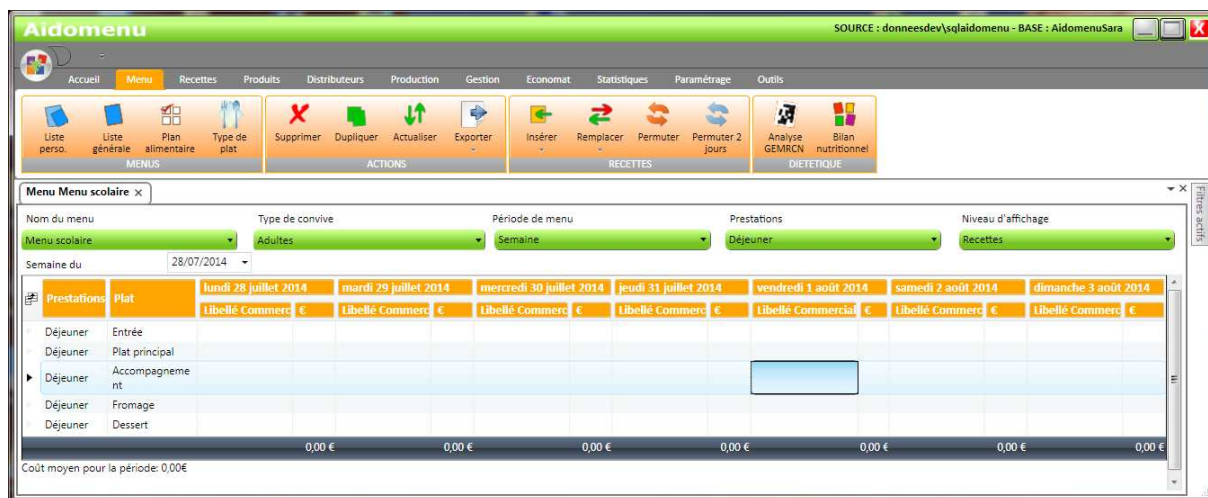 Aidomenu SOURCE : donneesdev\sqlaidomenu - BASE : AidomenuSara
Accueil Menu Recettes Produits Distributeurs Production Gestion Economat Statistiques Paramétrage Outils
Liste perso. Liste générale Plan alimentaire Type de plat Supprimer Dupliquer Actualiser Exporter Insérer Remplacer Permuter Permuter 2 jours Analyse GEMRCN Bilan nutritionnel
MENUS ACTIONS RECETTES DIETETIQUE
Menu Menu scolaire ×
Filtres actifs
Nom du menu Type de convive Période de menu Prestations Niveau d'affichage
Menu scolaire Adultes Semaine Déjeuner Recettes
Semaine du 28/07/2014
Prestations Plat lundi 28 juillet 2014 mardi 29 juillet 2014 mercredi 30 juillet 2014 jeudi 31 juillet 2014 vendredi 1 août 2014 samedi 2 août 2014 dimanche 3 août 2014
Libellé Commerc € Libellé Commerc € Libellé Commerc € Libellé Commerc € Libellé Commercial € Libellé Commerc € Libellé Commerc €
Déjeuner Entrée
Déjeuner Plat principal
Déjeuner Accompagneme
nt
Déjeuner Fromage
Déjeuner Dessert
0,00 € 0,00 € 0,00 € 0,00 € 0,00 € 0,00 € 0,00 €
Coût moyen pour la période: 0,00€